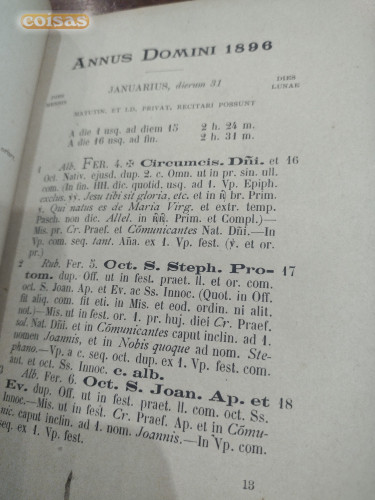 coisas
ANNUS DOMINI 1896
JANUARIUS, dierum 31
DIES
MENSIS
DIES
LUNAE
MATUTIN. ET LD. PRIVAT. RECITARI POSSUNT
A die 1 usq. ad diem 15 2 h. 24 m.
A die 16 usq. ad fin. 2 h. 31 m.
1 Alb. FER. 4. ✠ Circumcis. Dñi. et 16
Oct. Nativ. ejusd. dup. 2. c. Omn. ut in pr. sin. ull.
com. (In fin. HH. dic. quotid. usq. ad 1. Vp. Epiph.
exclus. ℣℣. Jesu tibi sit gloria, etc. et in ℟ br. Prim.
℣. Qui natus es de Maria Virg. et extr. temp.
Pasch. non dic. Allel. in ℟℟. Prim. et Compl.)—
Mis. pr. Cr. Praef. et Cõmunicantes Nat. Dñi.—In
Vp. com. seq. tant. Aña. ex 1. Vp. fest. (℣. et or.
pr.)
2 Rub. Fer. 5. Oct. S. Steph. Pro- 17
tom. dup. Off. ut in fest. praet. ll. et or. com.
oct. S. Joan. Ap. et Ev. ac Ss. Innoc. (Quot. in Off.
fit aliq. com. fit eti. in Mis. et eod. ordin. ni alit.
not.)—Mis. ut in fest. or. 1. pr. huj. diei Cr. Praef.
Nat. Dñi. et in Cõmunicantes caput inclin. ad 1.
nomen Joannis, et in Nobis quoque ad nom. Ste-
phano.—Vp. a c. seq. oct. dup. ex 1. Vp. fest. com.
ant. et oct. Ss. Innoc. c. alb.
Alb. Fer. 6. Oct. S. Joan. Ap. et 18
Ev. dup. Off. ut in fest. praet. ll. com. oct. Ss.
Innoc.—Mis. ut in fest. Cr. Praef. Ap. et in Cõmu-
nic. caput inclin. ad 1. nom. Joannis.—In Vp. com.
seq. ex 1. Vp. fest.
13